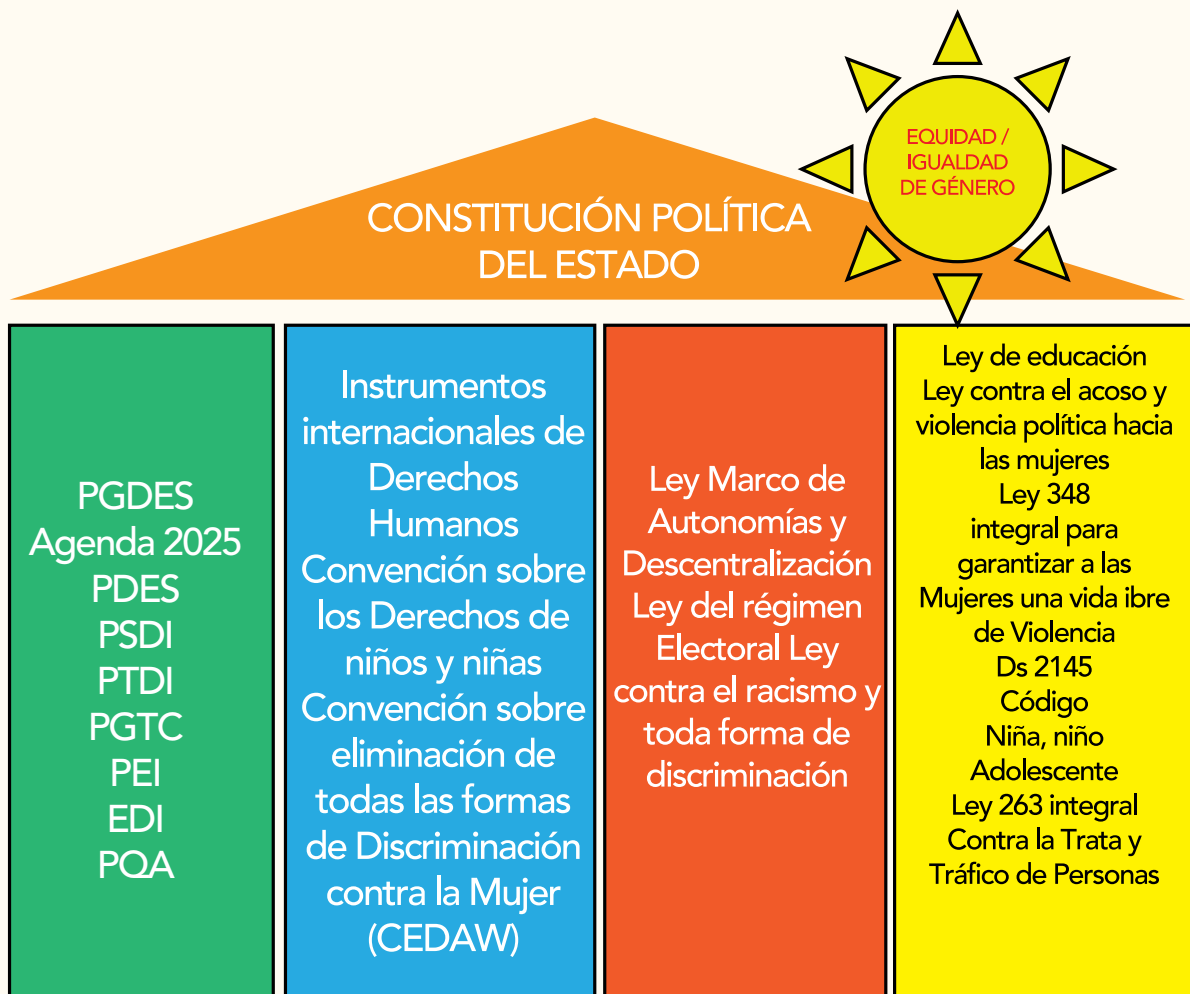 EQUIDAD /
IGUALDAD
DE GÉNERO
CONSTITUCIÓN POLÍTICA
DEL ESTADO
PGDES
Agenda 2025
PDES
PSDI
PTDI
PGTC
PEI
EDI
PQA
Instrumentos
internacionales de
Derechos
Humanos
Convención sobre
los Derechos de
niños y niñas
Convención sobre
eliminación de
todas las formas
de Discriminación
contra la Mujer
(CEDAW)
Ley Marco de
Autonomías y
Descentralización
Ley del régimen
Electoral Ley
contra el racismo y
toda forma de
discriminación
Ley de educación
Ley contra el acoso y
violencia política hacia
las mujeres
Ley 348
integral para
garantizar a las
Mujeres una vida ibre
de Violencia
Ds 2145
Código
Niña, niño
Adolescente
Ley 263 integral
Contra la Trata y
Tráfico de Personas